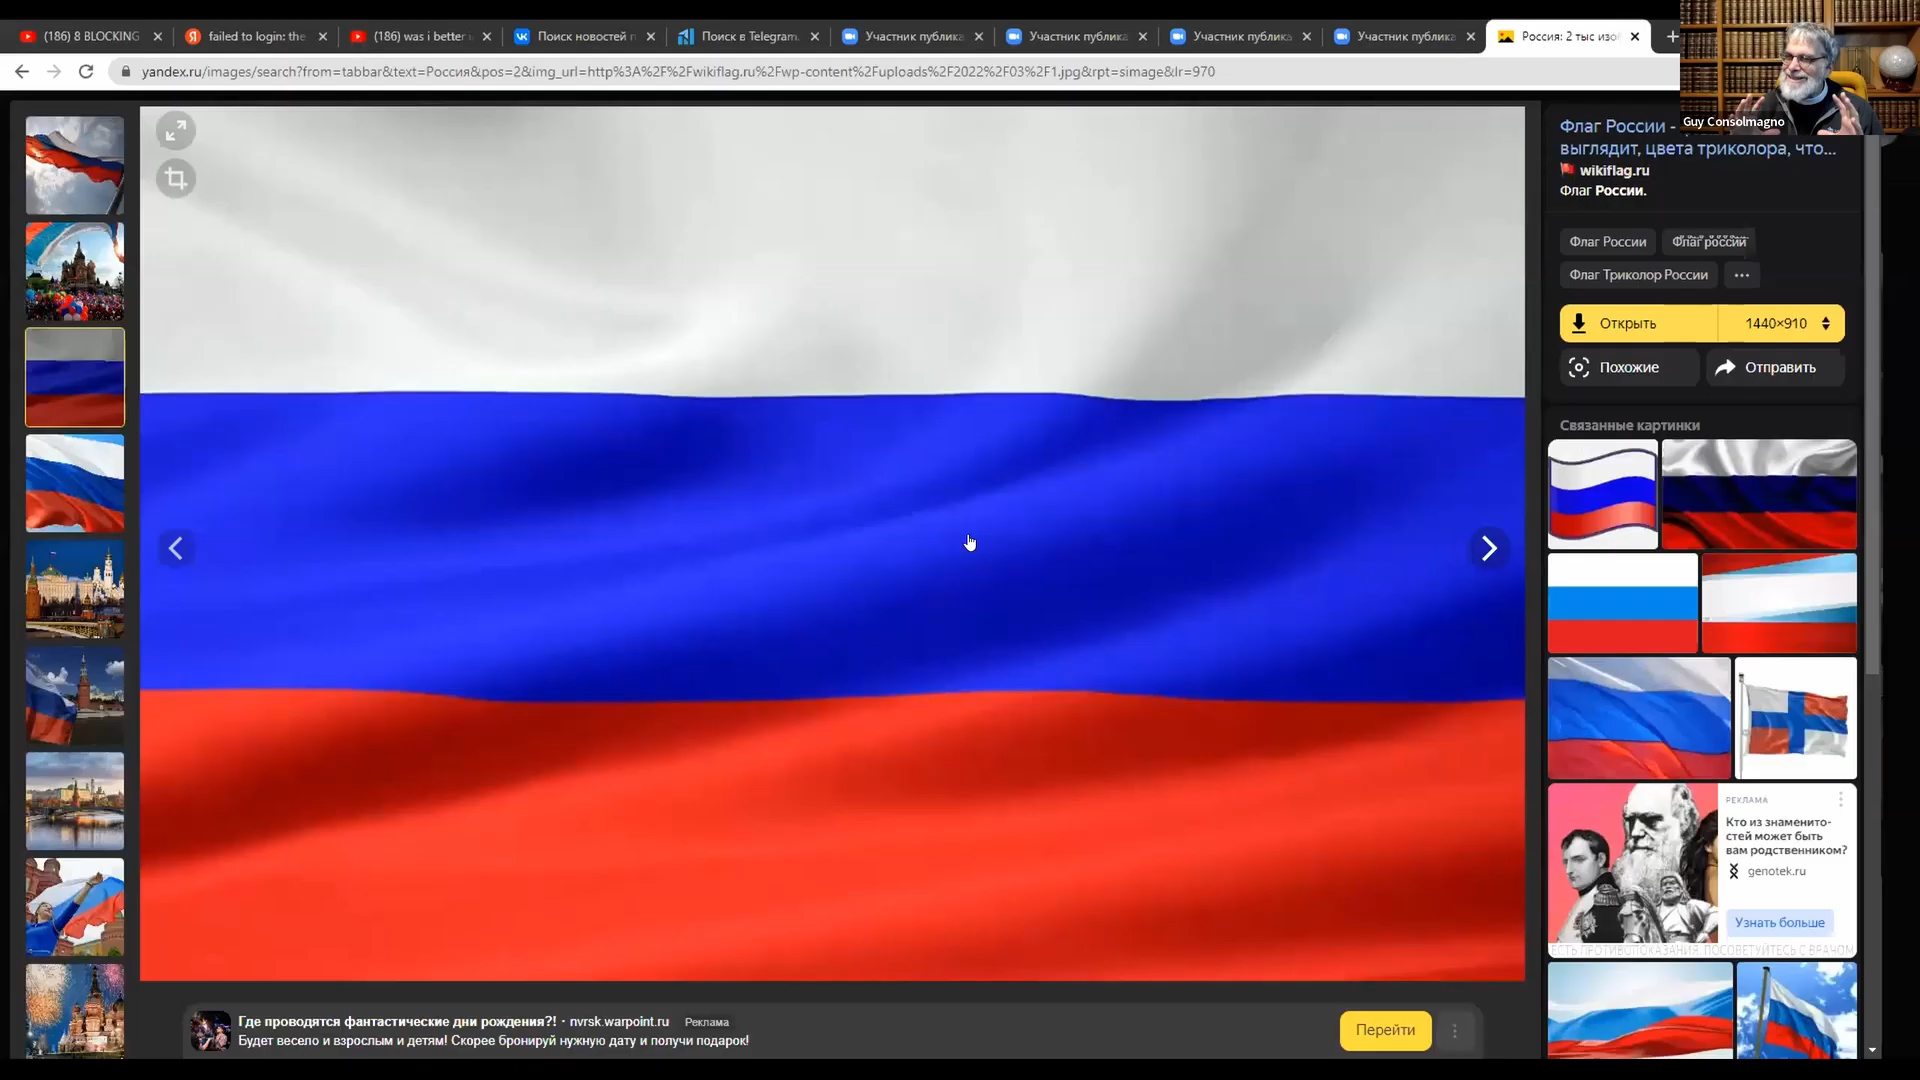 (186) 8 BLOCKING
failed to login: the
(186) was i better
Поиск новостей п
Поиск в Telegram
Участник публика
Участник публика
Участник публика
Участник публика
Россия: 2 тыс изо
yandex.ru/images/search?from=tabbar&text=Россия&pos=2&img_url=http%3A%2F%2Fwikiflag.ru%2Fwp-content%2Fuploads%2F2022%2F03%2F1.jpg&rpt=simage&lr=970
Guy Consolmagno
Флаг России -
выглядит, цвета триколора, что...
wikiflag.ru
Флаг России.
Флаг России
Флаг россии
Флаг Триколор России
Открыть
1440×910
Похожие
Отправить
Связанные картинки
РЕКЛАМА
Кто из знаменито-
стей может быть
вам родственником?
genotek.ru
Узнать больше
ЕСТЬ ПРОТИВОПОКАЗАНИЯ. ПОСОВЕТУЙТЕСЬ С ВРАЧОМ
Где проводятся фантастические дни рождения?! · nvrsk.warpoint.ru Реклама
Будет весело и взрослым и детям! Скорее бронируй нужную дату и получи подарок!
Перейти